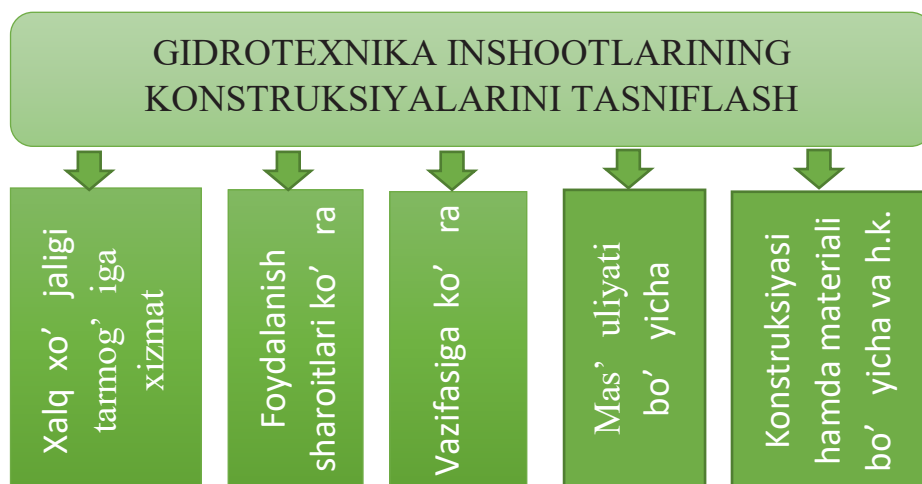 GIDROTEXNIKA INSHOOTLARINING
KONSTRUKSIYALARINI TASNIFLASH
Xalq xo’ jaligi
tarmog’ iga
xizmat
Foydalanish
sharoitlari ko’ ra
Vazifasiga ko’ ra
Mas’ uliyati
bo’ yicha
Konstruksiyasi
hamda materiali
bo’ yicha va h.k.